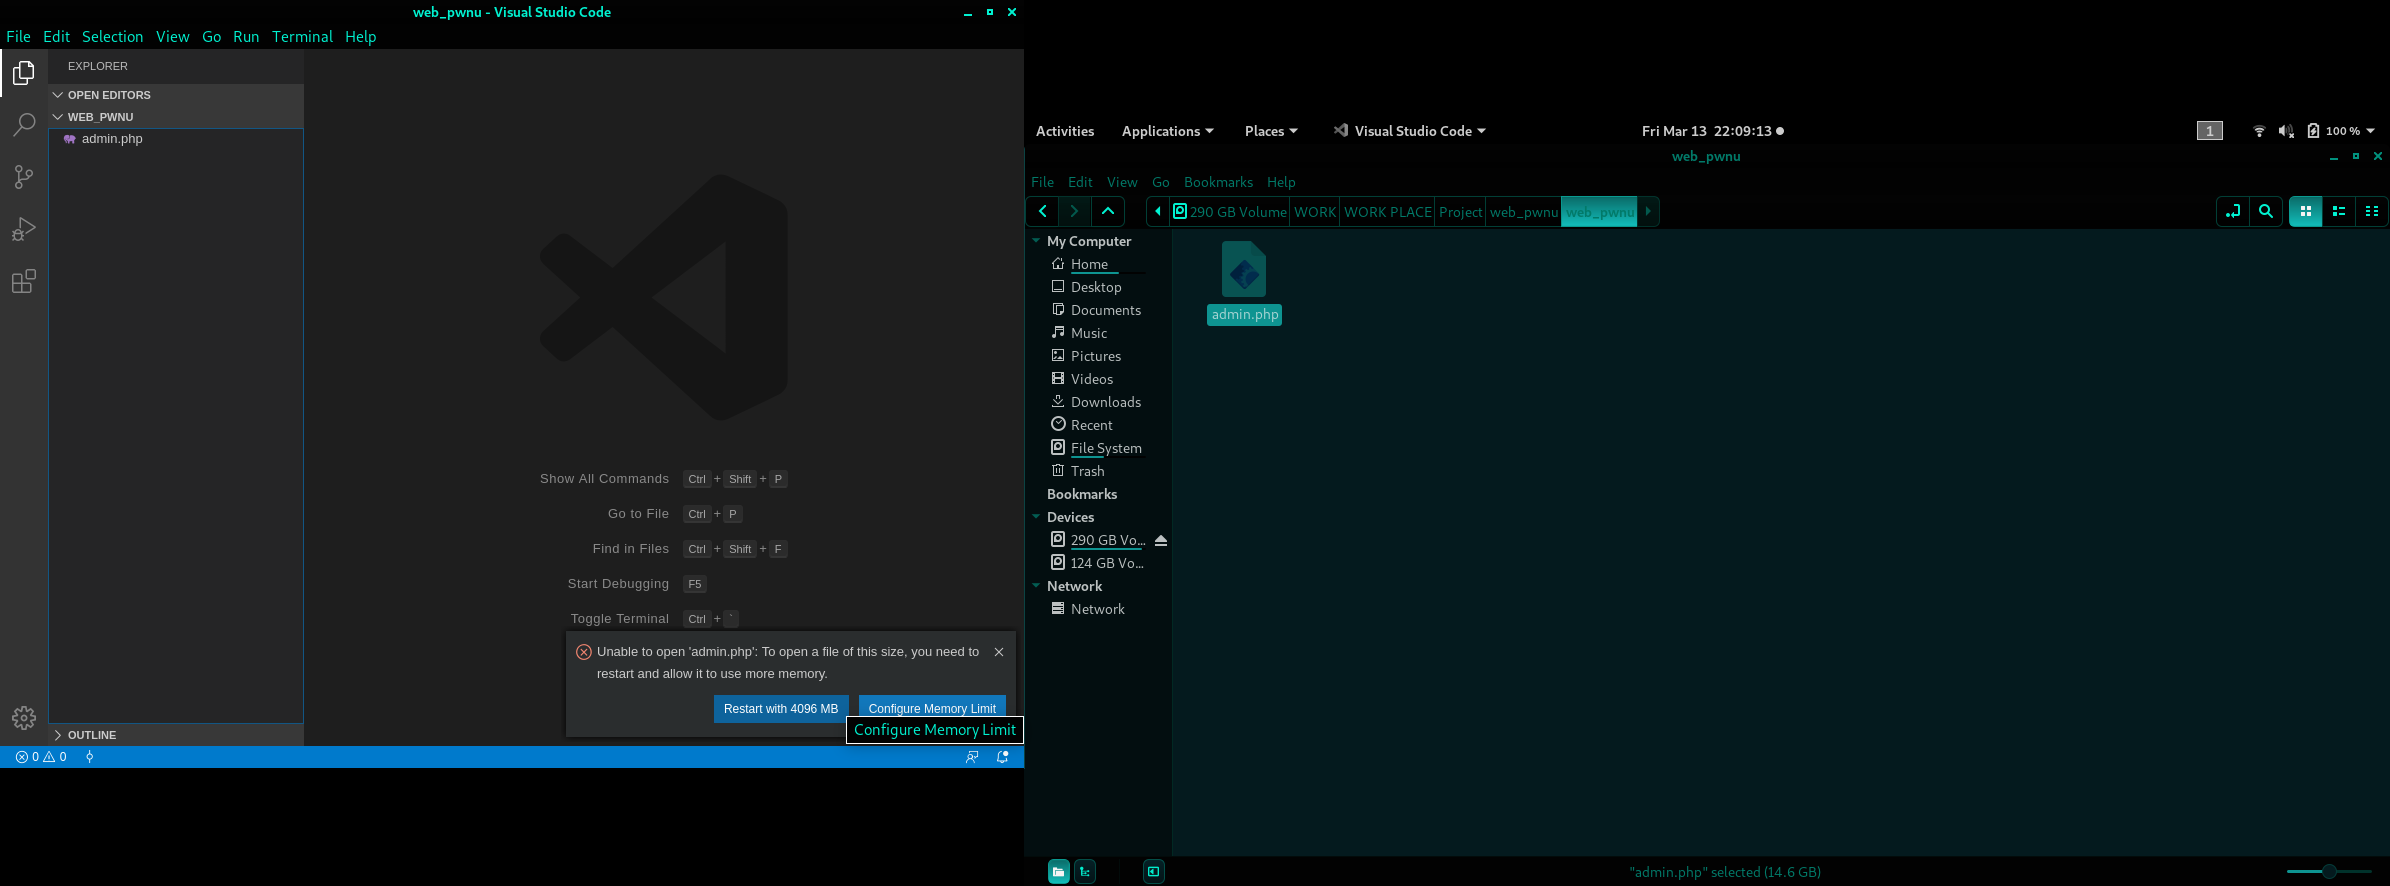 web_pwnu - Visual Studio Code
File Edit Selection View Go Run Terminal Help
EXPLORER
OPEN EDITORS
WEB_PWNU
admin.php
Show All Commands Ctrl + Shift + P
Go to File Ctrl + P
Find in Files Ctrl + Shift + F
Start Debugging F5
Toggle Terminal Ctrl + `
Unable to open 'admin.php': To open a file of this size, you need to
restart and allow it to use more memory.
Restart with 4096 MB Configure Memory Limit
Configure Memory Limit
OUTLINE
0 0
Activities Applications Places Visual Studio Code Fri Mar 13 22:09:13 1 100 %
web_pwnu
File Edit View Go Bookmarks Help
290 GB Volume WORK WORK PLACE Project web_pwnu web_pwnu
My Computer
Home
Desktop
Documents
Music
Pictures
Videos
Downloads
Recent
File System
Trash
Bookmarks
Devices
290 GB Vo...
124 GB Vo...
Network
Network
admin.php
"admin.php" selected (14.6 GB)